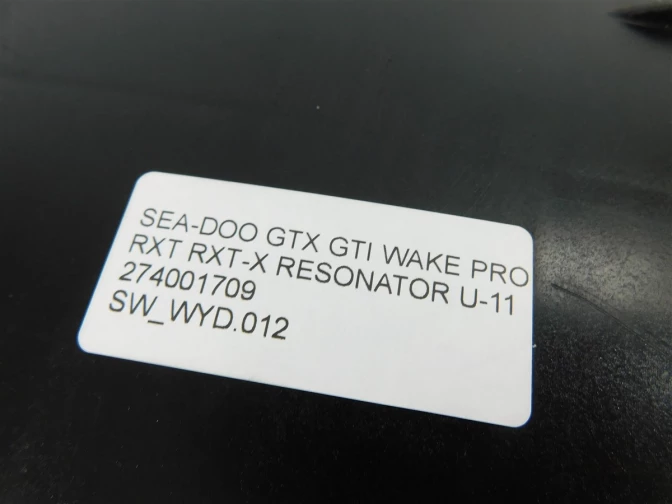 SEA-DOO GTX GTI WAKE PRO
RXT RXT-X RESONATOR U-11
274001709
SW_WYD.012